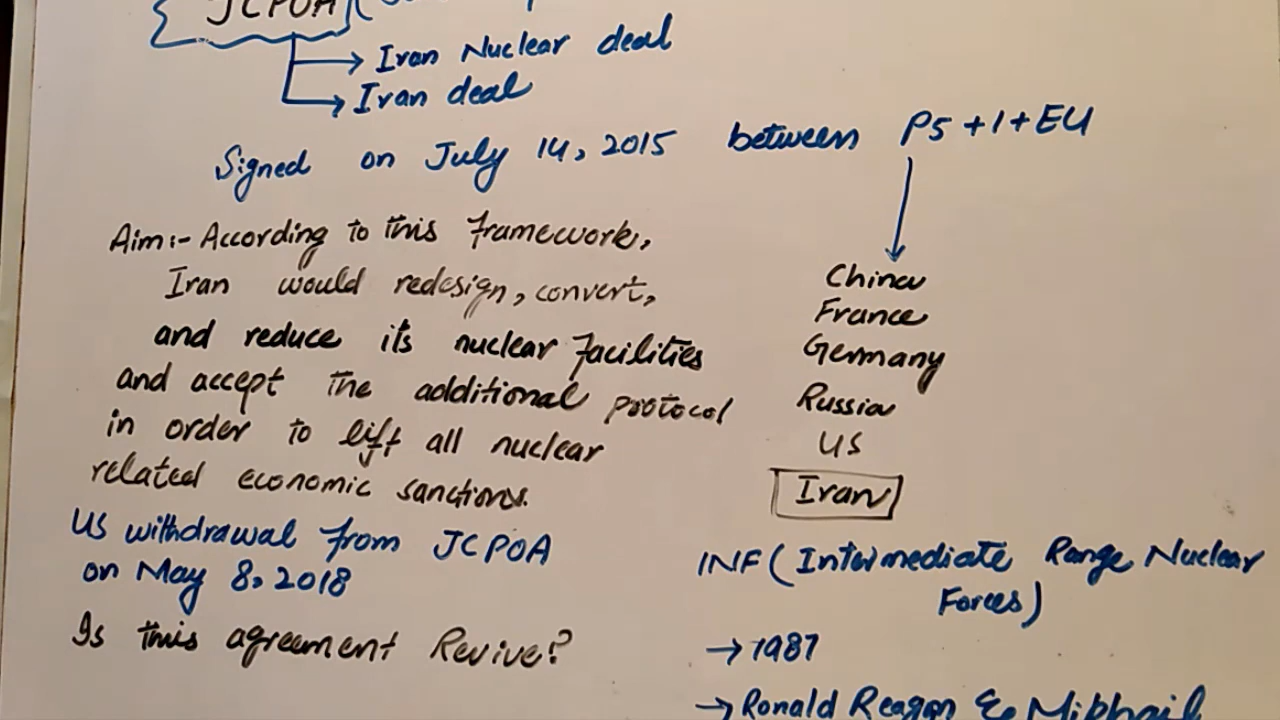 JCPOA (
Iran Nuclear deal
Iran deal
Signed on July 14, 2015 between P5+1+EU
Aim:- According to this framework,
Iran would redesign, convert,
and reduce its nuclear facilities
and accept the additional protocol
in order to lift all nuclear
related economic sanctions.
US withdrawal from JCPOA
on May 8, 2018
Is this agreement Revive?
China
France
Germany
Russia
US
Iran
INF (Intermediate Range Nuclear
Forces)
→ 1987
→ Ronald Reagan & Mikhail